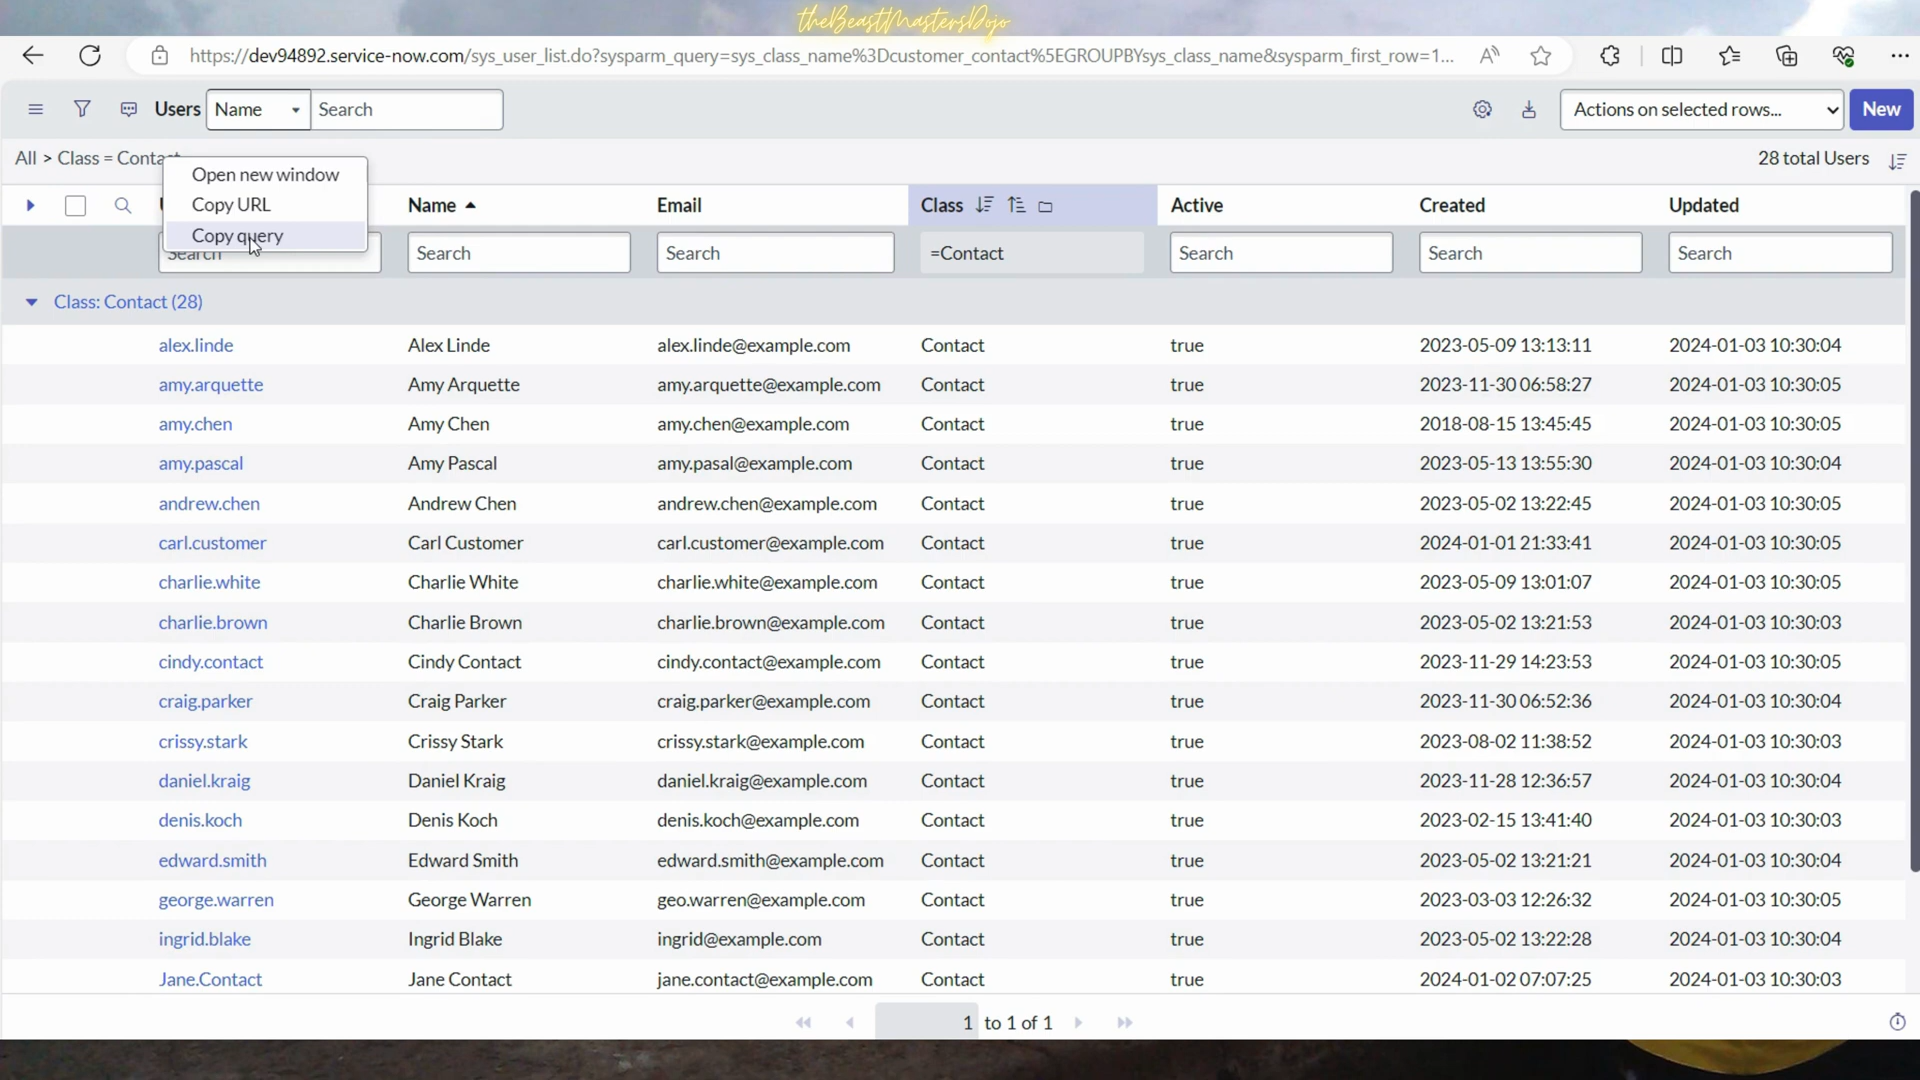 theBeastMastersDojo
https://dev94892.service-now.com/sys_user_list.do?sysparm_query=sys_class_name%3Dcustomer_contact%5EGROUPBYsys_class_name&sysparm_first_row=1...
Users Name Search Actions on selected rows... New
All > Class = Contact 28 total Users
Open new window
Copy URL
Copy query
Name Email Class Active Created Updated
Search Search Search =Contact Search Search Search
Class: Contact (28)
alex.linde Alex Linde alex.linde@example.com Contact true 2023-05-09 13:13:11 2024-01-03 10:30:04
amy.arquette Amy Arquette amy.arquette@example.com Contact true 2023-11-30 06:58:27 2024-01-03 10:30:05
amy.chen Amy Chen amy.chen@example.com Contact true 2018-08-15 13:45:45 2024-01-03 10:30:05
amy.pascal Amy Pascal amy.pasal@example.com Contact true 2023-05-13 13:55:30 2024-01-03 10:30:04
andrew.chen Andrew Chen andrew.chen@example.com Contact true 2023-05-02 13:22:45 2024-01-03 10:30:05
carl.customer Carl Customer carl.customer@example.com Contact true 2024-01-01 21:33:41 2024-01-03 10:30:05
charlie.white Charlie White charlie.white@example.com Contact true 2023-05-09 13:01:07 2024-01-03 10:30:05
charlie.brown Charlie Brown charlie.brown@example.com Contact true 2023-05-02 13:21:53 2024-01-03 10:30:03
cindy.contact Cindy Contact cindy.contact@example.com Contact true 2023-11-29 14:23:53 2024-01-03 10:30:05
craig.parker Craig Parker craig.parker@example.com Contact true 2023-11-30 06:52:36 2024-01-03 10:30:04
crissy.stark Crissy Stark crissy.stark@example.com Contact true 2023-08-02 11:38:52 2024-01-03 10:30:03
daniel.kraig Daniel Kraig daniel.kraig@example.com Contact true 2023-11-28 12:36:57 2024-01-03 10:30:04
denis.koch Denis Koch denis.koch@example.com Contact true 2023-02-15 13:41:40 2024-01-03 10:30:03
edward.smith Edward Smith edward.smith@example.com Contact true 2023-05-02 13:21:21 2024-01-03 10:30:04
george.warren George Warren geo.warren@example.com Contact true 2023-03-03 12:26:32 2024-01-03 10:30:05
ingrid.blake Ingrid Blake ingrid@example.com Contact true 2023-05-02 13:22:28 2024-01-03 10:30:04
Jane.Contact Jane Contact jane.contact@example.com Contact true 2024-01-02 07:07:25 2024-01-03 10:30:03
1 to 1 of 1